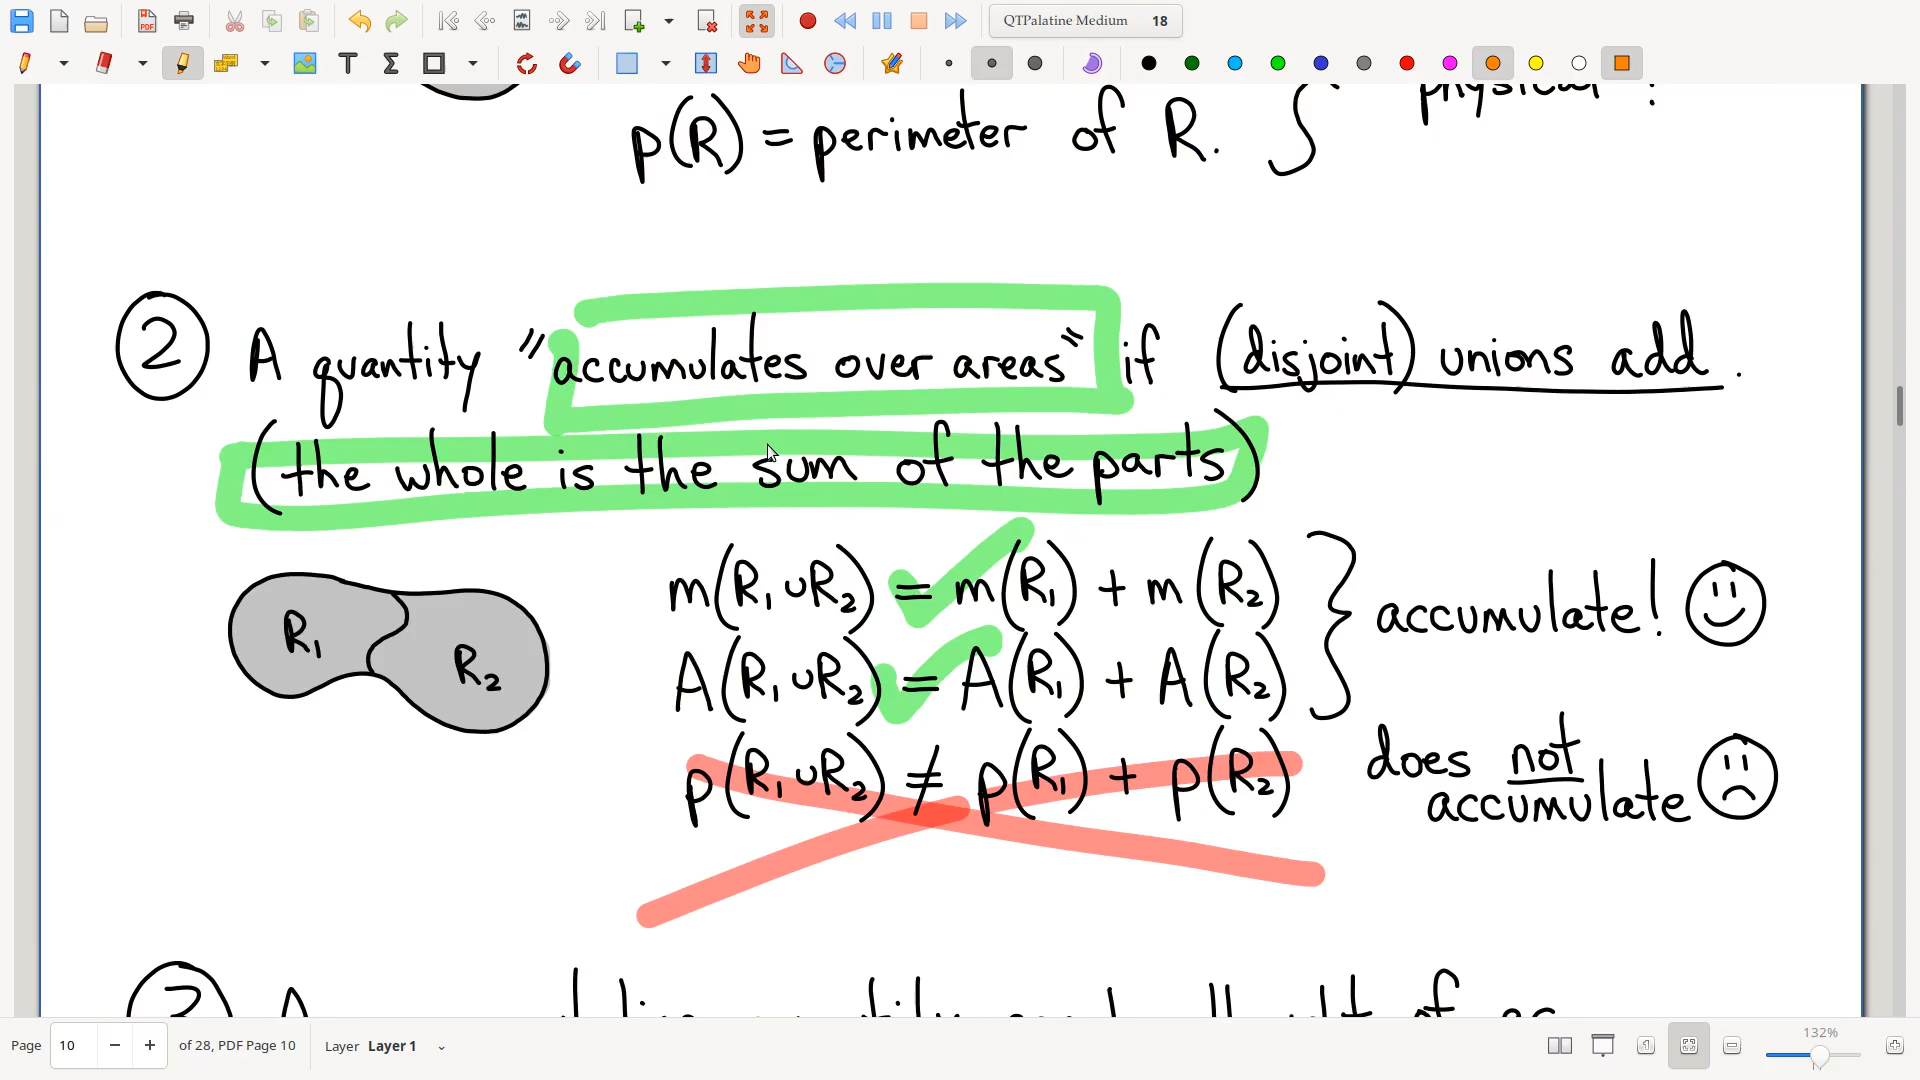 QTPalatine Medium 18
physical!
p(R) = perimeter of R.
② A quantity "accumulates over areas" if (disjoint) unions add.
(the whole is the sum of the parts)
R₁ R₂
m(R₁∪R₂) = m(R₁) + m(R₂)
A(R₁∪R₂) = A(R₁) + A(R₂)
accumulate!
p(R₁∪R₂) ≠ p(R₁) + p(R₂)
does not
accumulate
Page 10 − + of 28, PDF Page 10 Layer Layer 1
132%